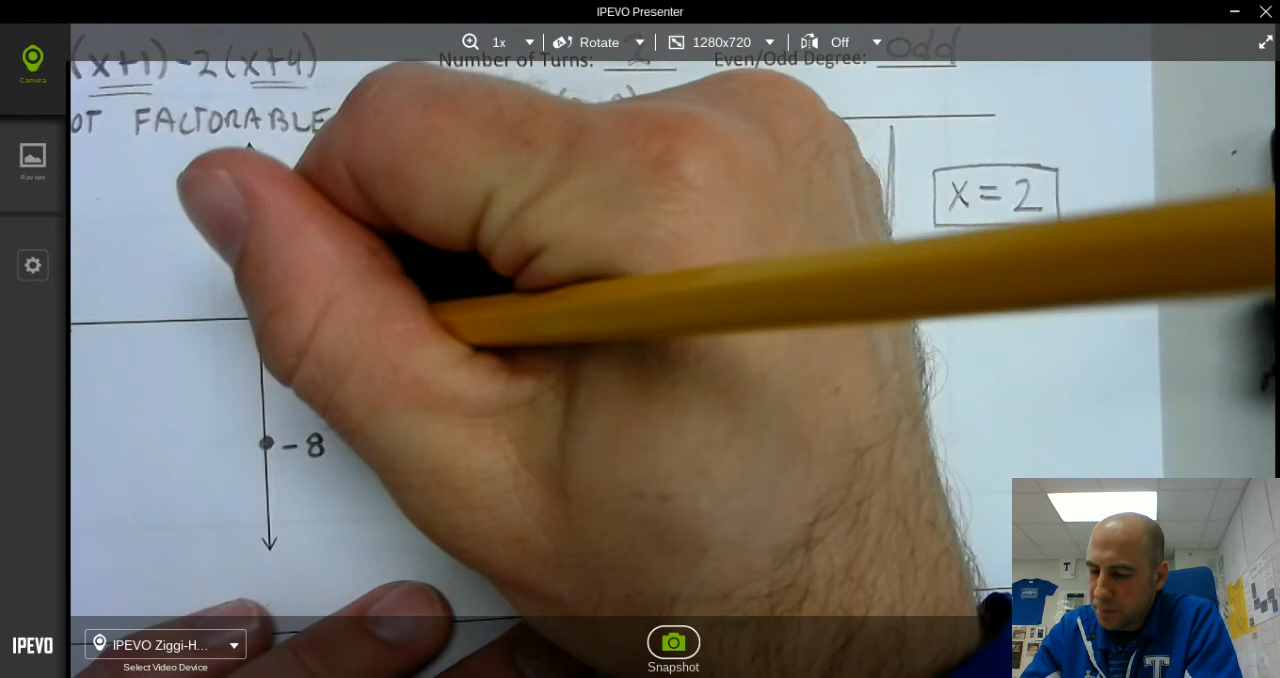 IPEVO Presenter
1x Rotate 1280x720 Off
Camera
(x+1)-2(x+4)
Number of Turns: 2 Even/Odd Degree: Odd
OT FACTORABLE
Review
x=2
-8
T
IPEVO
IPEVO Ziggi-H...
Select Video Device
Snapshot
T